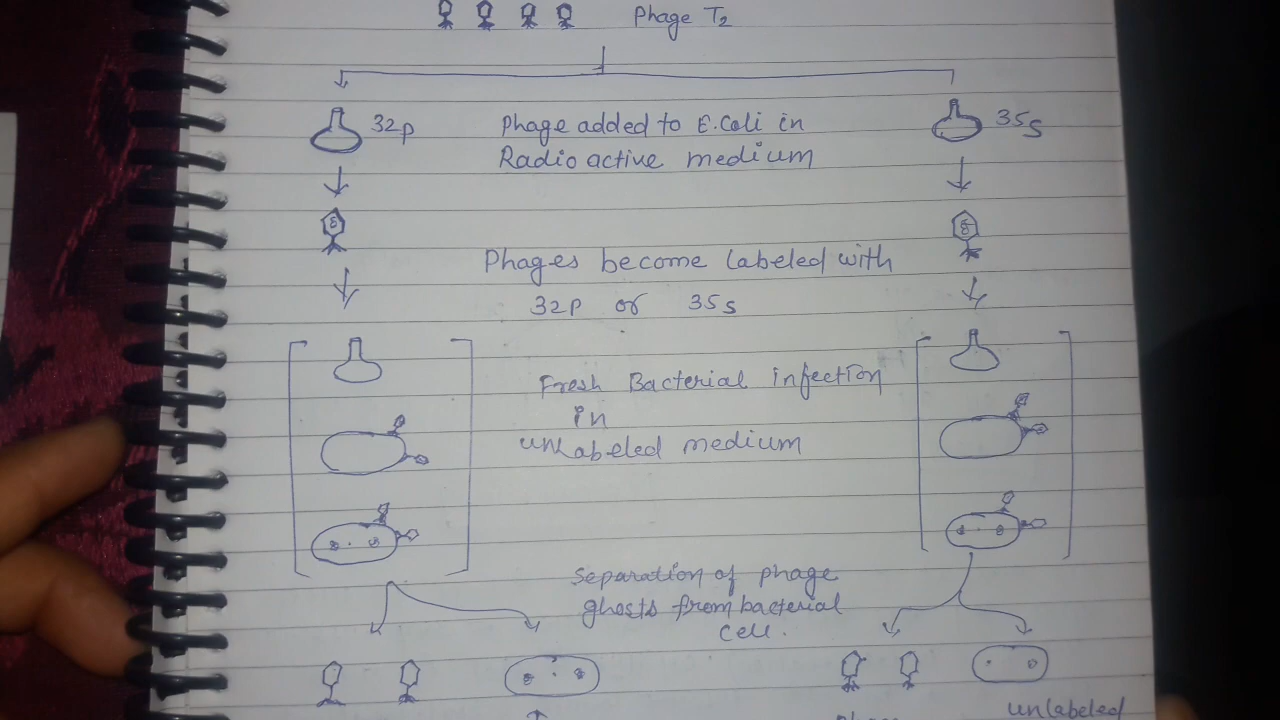 Phage T2
32p
Phage added to E.Coli in
Radio active medium
35s
Phages become labeled with
32p or 35s
Fresh Bacterial infection
in
unlabeled medium
Separation of phage
ghosts from bacterial
cell.
unlabeled